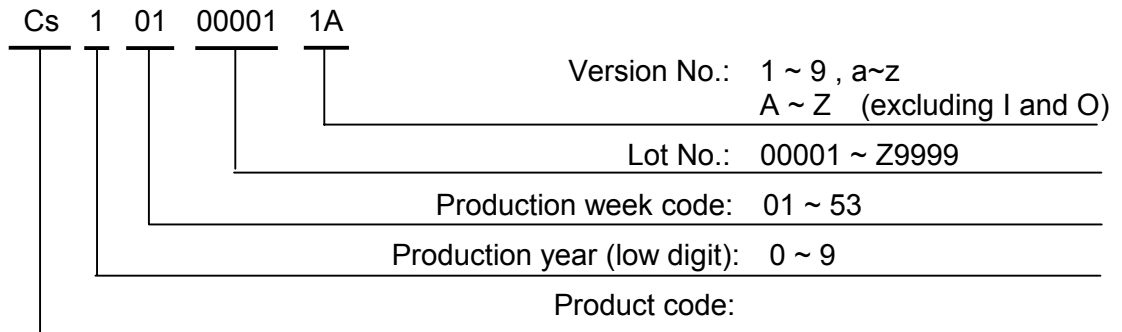 Cs 1 01 00001 1A
Version No.: 1 ~ 9 , a~z
A ~ Z (excluding I and O)
Lot No.: 00001 ~ Z9999
Production week code: 01 ~ 53
Production year (low digit): 0 ~ 9
Product code: